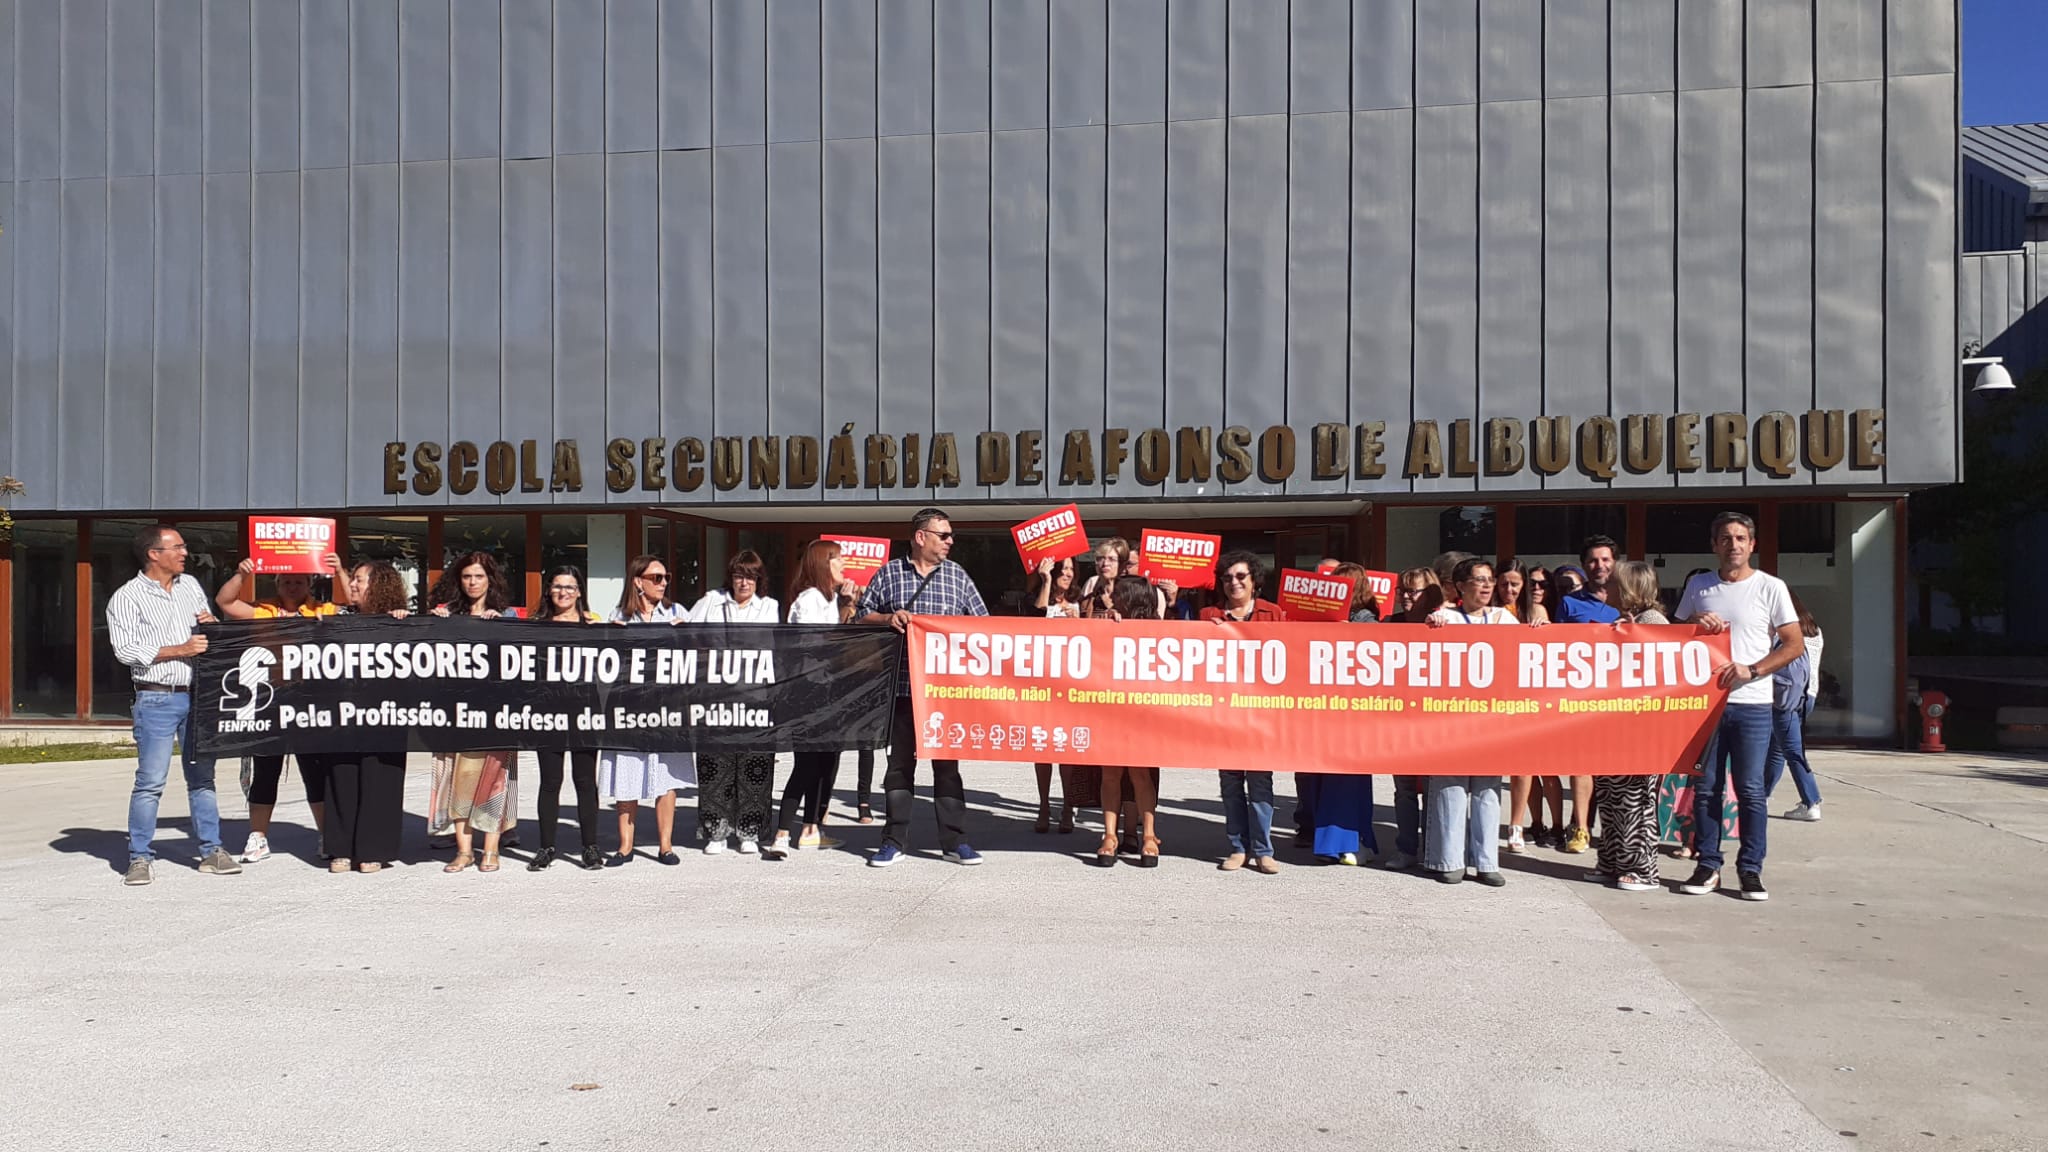 ESCOLA SECUNDÁRIA DE AFONSO DE ALBUQUERQUE
RESPEITO
RESPEITO
RESPEITO
RESPEITO
RESPEITO
PROFESSORES DE LUTO E EM LUTA
Pela Profissão. Em defesa da Escola Pública.
FENPROF
RESPEITO RESPEITO RESPEITO RESPEITO
Precariedade, não! • Carreira recomposta • Aumento real do salário • Horários legais • Aposentação justa!
FENPROF